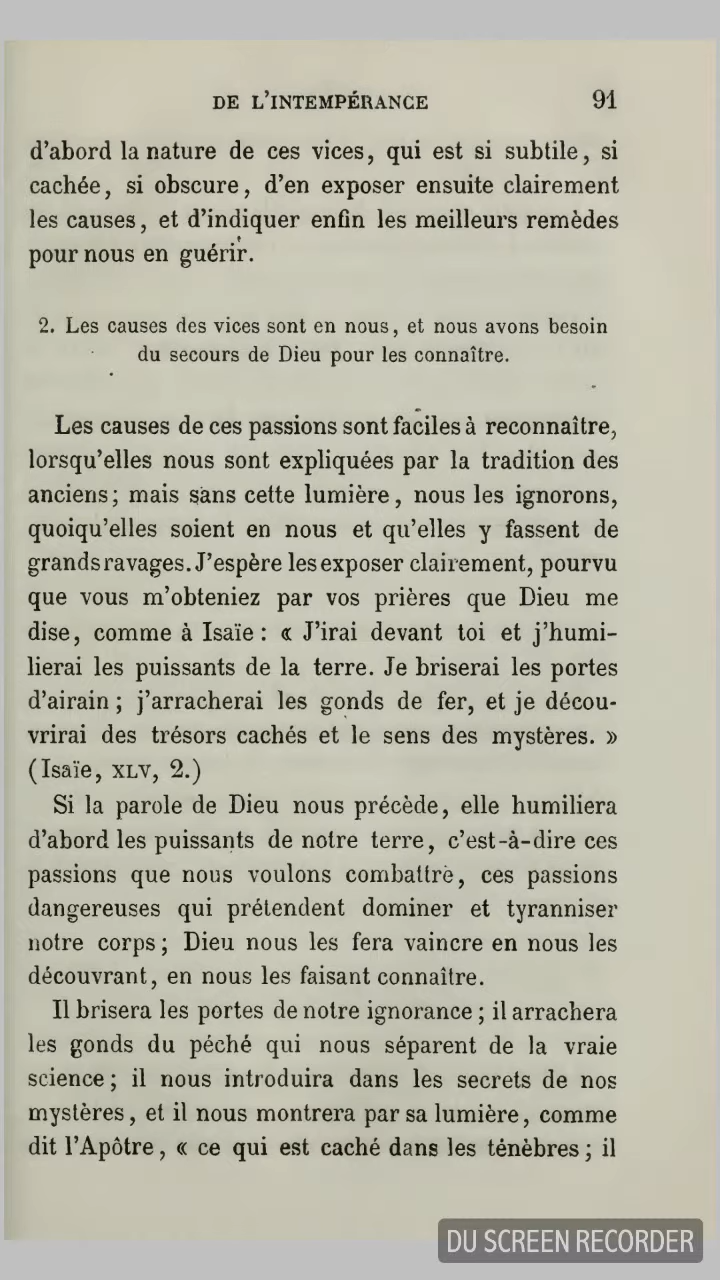 DE L'INTEMPÉRANCE 91
d'abord la nature de ces vices, qui est si subtile, si
cachée, si obscure, d'en exposer ensuite clairement
les causes, et d'indiquer enfin les meilleurs remèdes
pour nous en guérir.
2. Les causes des vices sont en nous, et nous avons besoin
du secours de Dieu pour les connaître.
Les causes de ces passions sont faciles à reconnaître,
lorsqu'elles nous sont expliquées par la tradition des
anciens; mais sans cette lumière, nous les ignorons,
quoiqu'elles soient en nous et qu'elles y fassent de
grands ravages. J'espère les exposer clairement, pourvu
que vous m'obteniez par vos prières que Dieu me
dise, comme à Isaïe : « J'irai devant toi et j'humi-
lierai les puissants de la terre. Je briserai les portes
d'airain; j'arracherai les gonds de fer, et je décou-
vrirai des trésors cachés et le sens des mystères. »
(Isaïe, XLV, 2.)
Si la parole de Dieu nous précède, elle humiliera
d'abord les puissants de notre terre, c'est-à-dire ces
passions que nous voulons combattre, ces passions
dangereuses qui prétendent dominer et tyranniser
notre corps; Dieu nous les fera vaincre en nous les
découvrant, en nous les faisant connaître.
Il brisera les portes de notre ignorance; il arrachera
les gonds du péché qui nous séparent de la vraie
science; il nous introduira dans les secrets de nos
mystères, et il nous montrera par sa lumière, comme
dit l'Apôtre, « ce qui est caché dans les ténèbres; il
DU SCREEN RECORDER